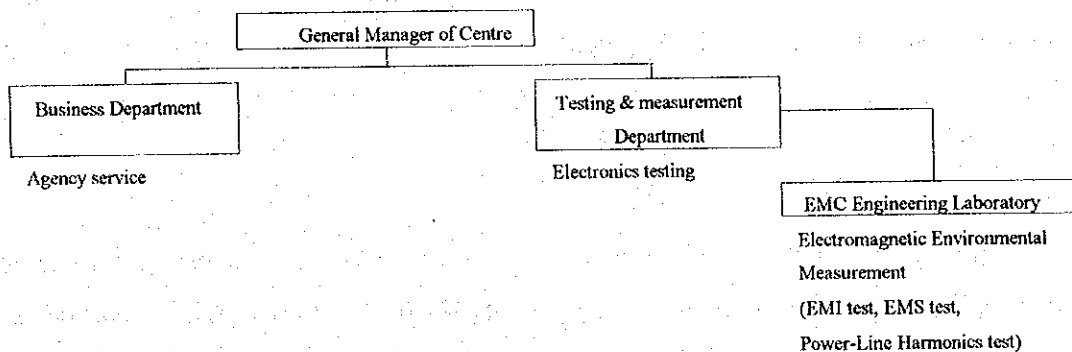 General Manager of Centre
Business Department
Agency service
Testing & measurement
Department
Electronics testing
EMC Engineering Laboratory
Electromagnetic Environmental
Measurement
(EMI test, EMS test,
Power-Line Harmonics test)